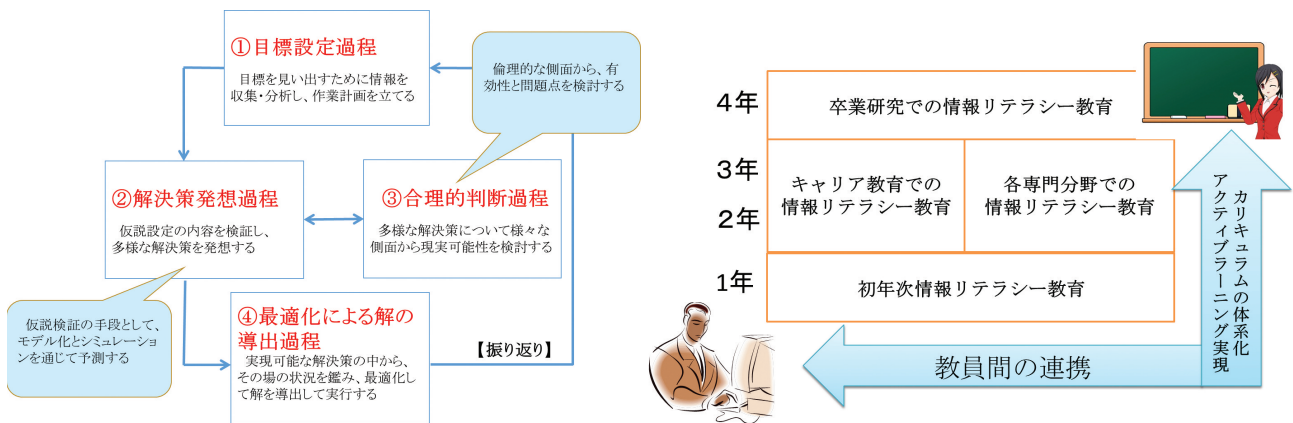 ①目標設定過程
目標を見い出すために情報を
収集・分析し、作業計画を立てる
倫理的な側面から、有
効性と問題点を検討する
②解決策発想過程
仮説設定の内容を検証し、
多様な解決策を発想する
③合理的判断過程
多様な解決策について様々な
側面から現実可能性を検討する
仮説検証の手段として、
モデル化とシミュレーショ
ンを通じて予測する
④最適化による解の
導出過程
実現可能な解決策の中から、
その場の状況を鑑み、最適化し
て解を導出して実行する
【振り返り】
4年
卒業研究での情報リテラシー教育
3年
2年
キャリア教育での
情報リテラシー教育
各専門分野での
情報リテラシー教育
1年
初年次情報リテラシー教育
カリキュラムの体系化
アクティブラーニング実現
教員間の連携